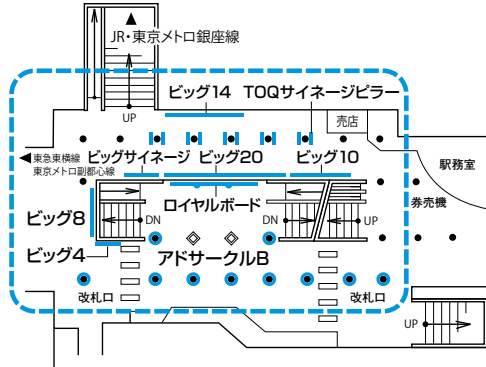 JR・東京メトロ銀座線
UP
ビッグ14
TOQサイネージピラー
売店
東急東横線
東京メトロ副都心線
ビッグサイネージ
ビッグ20
ビッグ10
駅務室
ビッグ8
DN
ロイヤルボード
DN
UP
券売機
ビッグ4
アドサークルB
改札口
改札口
UP